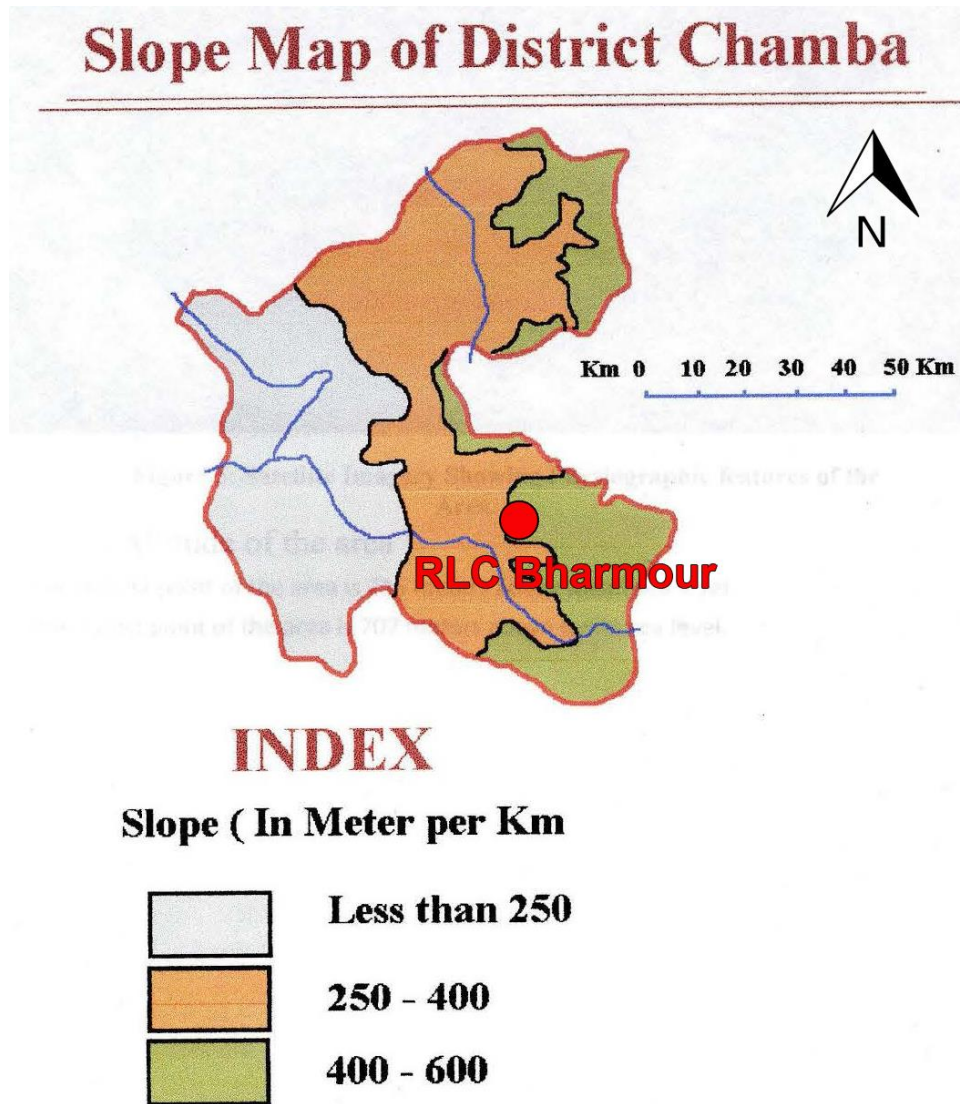 Slope Map of District Chamba
N
Km 0 10 20 30 40 50 Km
RLC Bharmour
INDEX
Slope ( In Meter per Km
Less than 250
250 - 400
400 - 600